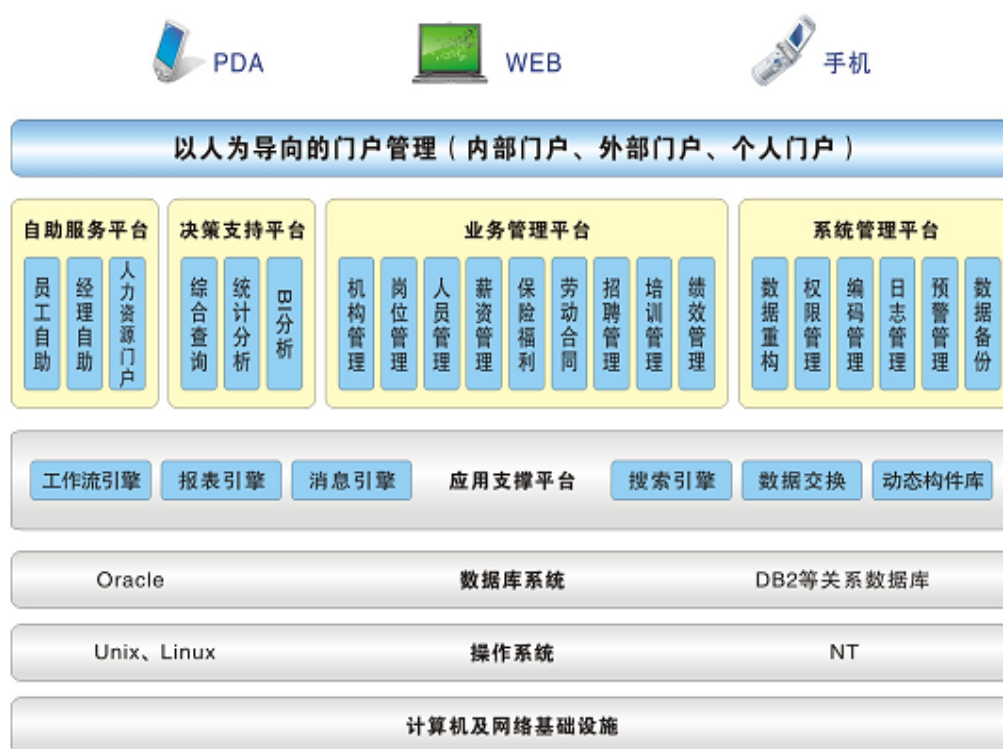 PDA
WEB
手机
以人为导向的门户管理（内部门户、外部门户、个人门户）
自助服务平台
员工自助
经理自助
人力资源门户
决策支持平台
综合查询
统计分析
BI分析
业务管理平台
机构管理
岗位管理
人员管理
薪资管理
保险福利
劳动合同
招聘管理
培训管理
绩效管理
系统管理平台
数据重构
权限管理
编码管理
日志管理
预警管理
数据备份
工作流引擎
报表引擎
消息引擎
应用支撑平台
搜索引擎
数据交换
动态构件库
Oracle
数据库系统
DB2等关系数据库
Unix、Linux
操作系统
NT
计算机及网络基础设施